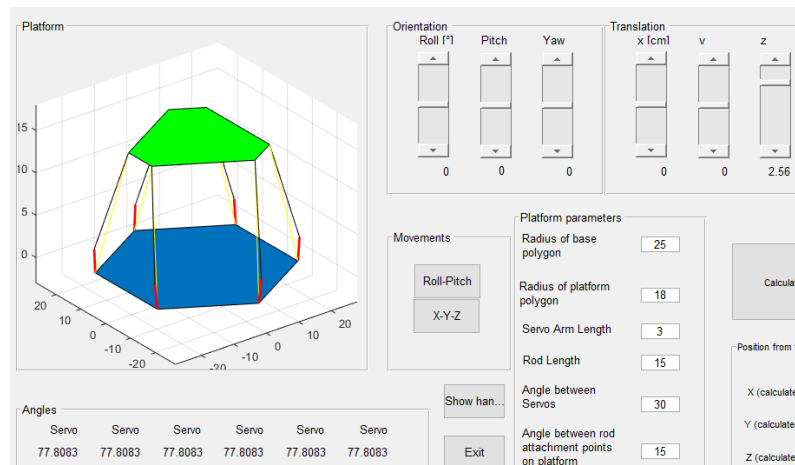 Platform
15
10
5
0
20
10
0
-10
-20
-20
-10
0
10
20
Orientation
Roll [°] Pitch Yaw
0 0 0
Translation
x [cm] y z
0 0 2.56
Movements
Roll-Pitch
X-Y-Z
Platform parameters
Radius of base
polygon
25
Radius of platform
polygon
18
Servo Arm Length
3
Rod Length
15
Angle between
Servos
30
Angle between rod
attachment points
on platform
15
Calcula
Position from
X (calculate
Y (calculate
Z (calculate
Show han...
Exit
Angles
Servo Servo Servo Servo Servo Servo
77.8083 77.8083 77.8083 77.8083 77.8083 77.8083